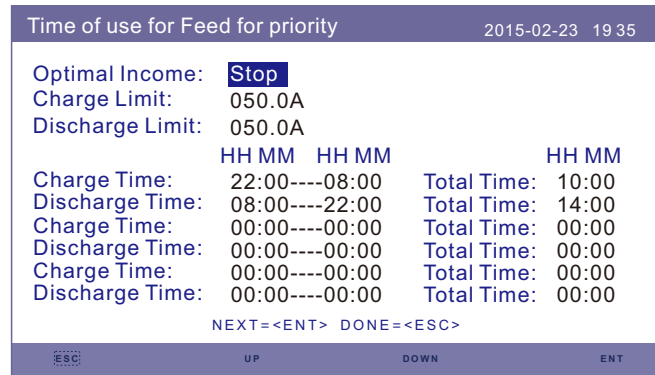 Time of use for Feed for priority 2015-02-23 19 35
Optimal Income: Stop
Charge Limit: 050.0A
Discharge Limit: 050.0A
HH MM HH MM HH MM
Charge Time: 22:00----08:00 Total Time: 10:00
Discharge Time: 08:00----22:00 Total Time: 14:00
Charge Time: 00:00----00:00 Total Time: 00:00
Discharge Time: 00:00----00:00 Total Time: 00:00
Charge Time: 00:00----00:00 Total Time: 00:00
Discharge Time: 00:00----00:00 Total Time: 00:00
NEXT=<ENT> DONE=<ESC>
ESC UP DOWN ENT